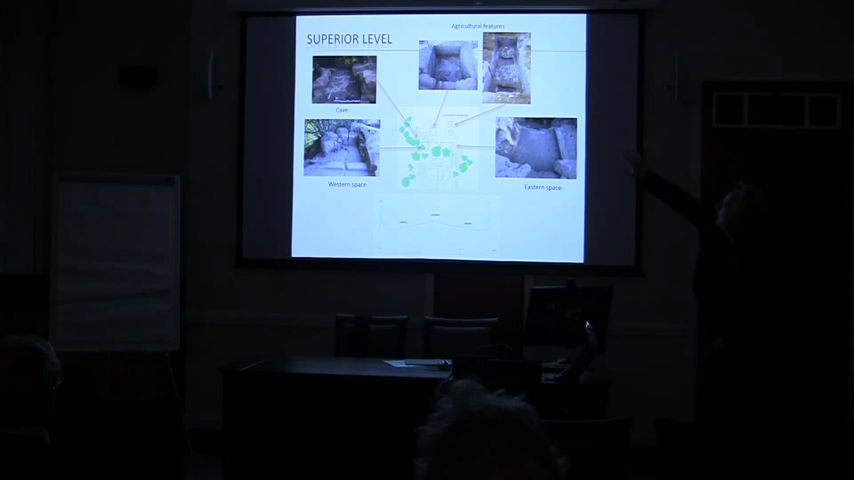 Agricultural features
SUPERIOR LEVEL
Cave
Western space
Eastern space